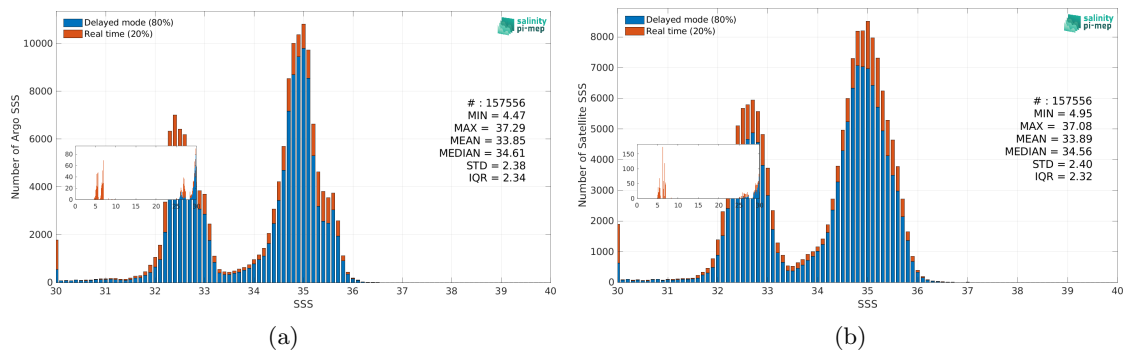 Delayed mode (80%)
Real time (20%)
salinity
pi-mep
Number of Argo SSS
10000
8000
6000
4000
2000
0
# : 157556
MIN = 4.47
MAX = 37.29
MEAN = 33.85
MEDIAN = 34.61
STD = 2.38
IQR = 2.34
80
60
40
20
0
0 5 10 15 20 25 30
30 31 32 33 34 35 36 37 38 39 40
SSS
(a)
Delayed mode (80%)
Real time (20%)
salinity
pi-mep
Number of Satellite SSS
8000
7000
6000
5000
4000
3000
2000
1000
0
# : 157556
MIN = 4.95
MAX = 37.08
MEAN = 33.89
MEDIAN = 34.56
STD = 2.40
IQR = 2.32
150
100
50
0
0 5 10 15 20 25 30
30 31 32 33 34 35 36 37 38 39 40
SSS
(b)